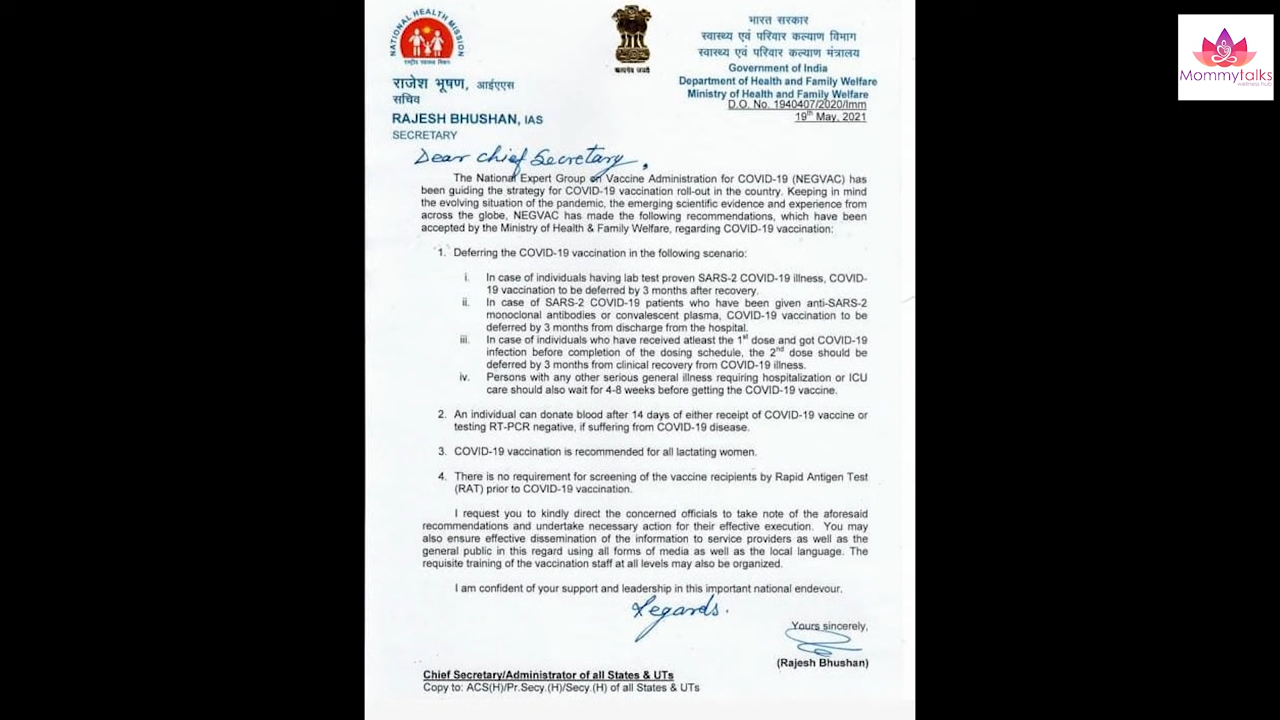 NATIONAL HEALTH MISSION
राष्ट्रीय स्वास्थ्य मिशन
सत्यमेव जयते
भारत सरकार
स्वास्थ्य एवं परिवार कल्याण विभाग
स्वास्थ्य एवं परिवार कल्याण मंत्रालय
Government of India
Department of Health and Family Welfare
Ministry of Health and Family Welfare
D.O. No. 1940407/2020/Imm
19th May, 2021
Mommytalks
wellness hub
राजेश भूषण, आईएएस
सचिव
RAJESH BHUSHAN, IAS
SECRETARY
Dear Chief Secretary,
The National Expert Group on Vaccine Administration for COVID-19 (NEGVAC) has
been guiding the strategy for COVID-19 vaccination roll-out in the country. Keeping in mind
the evolving situation of the pandemic, the emerging scientific evidence and experience from
across the globe, NEGVAC has made the following recommendations, which have been
accepted by the Ministry of Health & Family Welfare, regarding COVID-19 vaccination:
1. Deferring the COVID-19 vaccination in the following scenario:
i. In case of individuals having lab test proven SARS-2 COVID-19 illness, COVID-
19 vaccination to be deferred by 3 months after recovery.
ii. In case of SARS-2 COVID-19 patients who have been given anti-SARS-2
monoclonal antibodies or convalescent plasma, COVID-19 vaccination to be
deferred by 3 months from discharge from the hospital.
iii. In case of individuals who have received atleast the 1st dose and got COVID-19
infection before completion of the dosing schedule, the 2nd dose should be
deferred by 3 months from clinical recovery from COVID-19 illness.
iv. Persons with any other serious general illness requiring hospitalization or ICU
care should also wait for 4-8 weeks before getting the COVID-19 vaccine.
2. An individual can donate blood after 14 days of either receipt of COVID-19 vaccine or
testing RT-PCR negative, if suffering from COVID-19 disease.
3. COVID-19 vaccination is recommended for all lactating women.
4. There is no requirement for screening of the vaccine recipients by Rapid Antigen Test
(RAT) prior to COVID-19 vaccination.
I request you to kindly direct the concerned officials to take note of the aforesaid
recommendations and undertake necessary action for their effective execution. You may
also ensure effective dissemination of the information to service providers as well as the
general public in this regard using all forms of media as well as the local language. The
requisite training of the vaccination staff at all levels may also be organized.
I am confident of your support and leadership in this important national endevour.
Regards.
Yours sincerely,
(Rajesh Bhushan)
Chief Secretary/Administrator of all States & UTs
Copy to: ACS(H)/Pr.Secy.(H)/Secy.(H) of all States & UTs